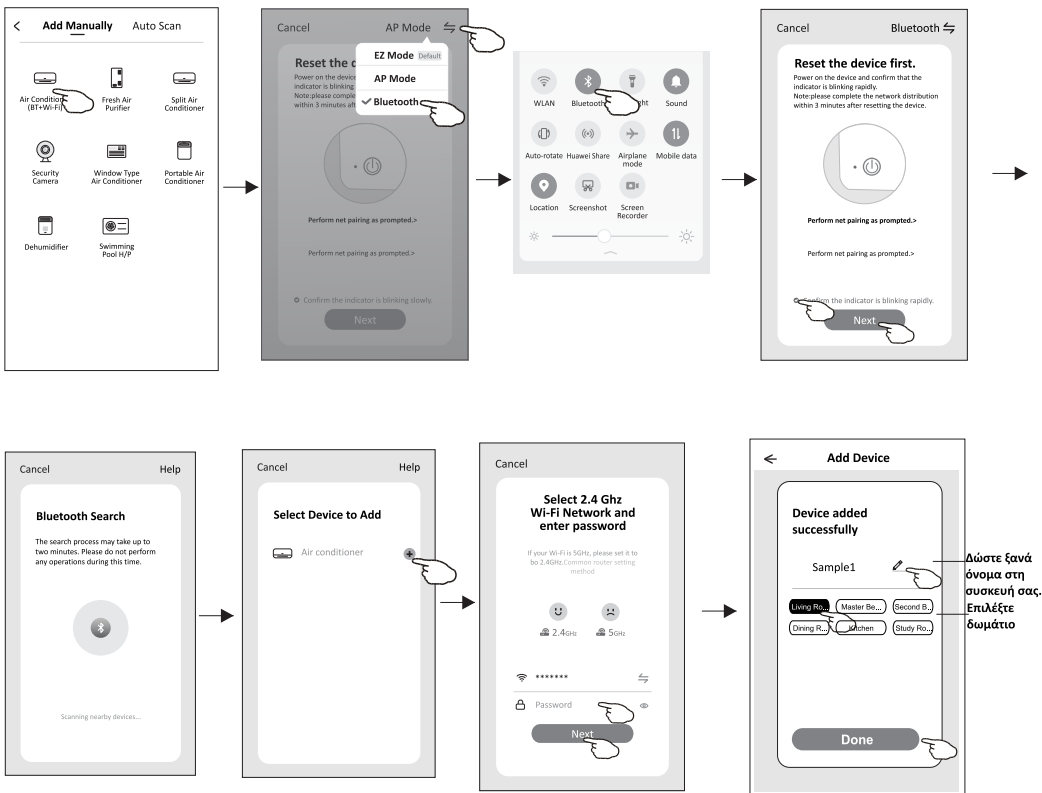 Add Manually Auto Scan
Air Condition
(BT+Wi-Fi)
Fresh Air
Purifier
Split Air
Conditioner
Security
Camera
Window Type
Air Conditioner
Portable Air
Conditioner
Dehumidifier
Swimming
Pool H/P
Cancel AP Mode
EZ Mode Default
AP Mode
Bluetooth
Reset the d
Power on the device
indicator is blinking
Note:please comple
within 3 minutes aft
Perform net pairing as prompted.>
Perform net pairing as prompted.>
Confirm the indicator is blinking slowly.
Next
WLAN
Bluetooth
ht
Sound
Auto-rotate
Huawei Share
Airplane
mode
Mobile data
Location
Screenshot
Screen
Recorder
Cancel Bluetooth
Reset the device first.
Power on the device and confirm that the
indicator is blinking rapidly.
Note:please complete the network distribution
within 3 minutes after resetting the device.
Perform net pairing as prompted.>
Perform net pairing as prompted.>
Confirm the indicator is blinking rapidly.
Next
Cancel Help
Bluetooth Search
The search process may take up to
two minutes. Please do not perform
any operations during this time.
Scanning nearby devices...
Cancel Help
Select Device to Add
Air conditioner
Cancel
Select 2.4 Ghz
Wi-Fi Network and
enter password
If your Wi-Fi is 5GHz, please set it to
bo 2.4GHz.Common router setting
method
2.4GHz 5GHz
*******
Password
Next
Add Device
Device added
successfully
Sample1
Living Ro... Master Be... Second B..
Dining R... Kitchen Study Ro...
Done
Δώστε ξανά
όνομα στη
συσκευή σας.
Επιλέξτε
δωμάτιο